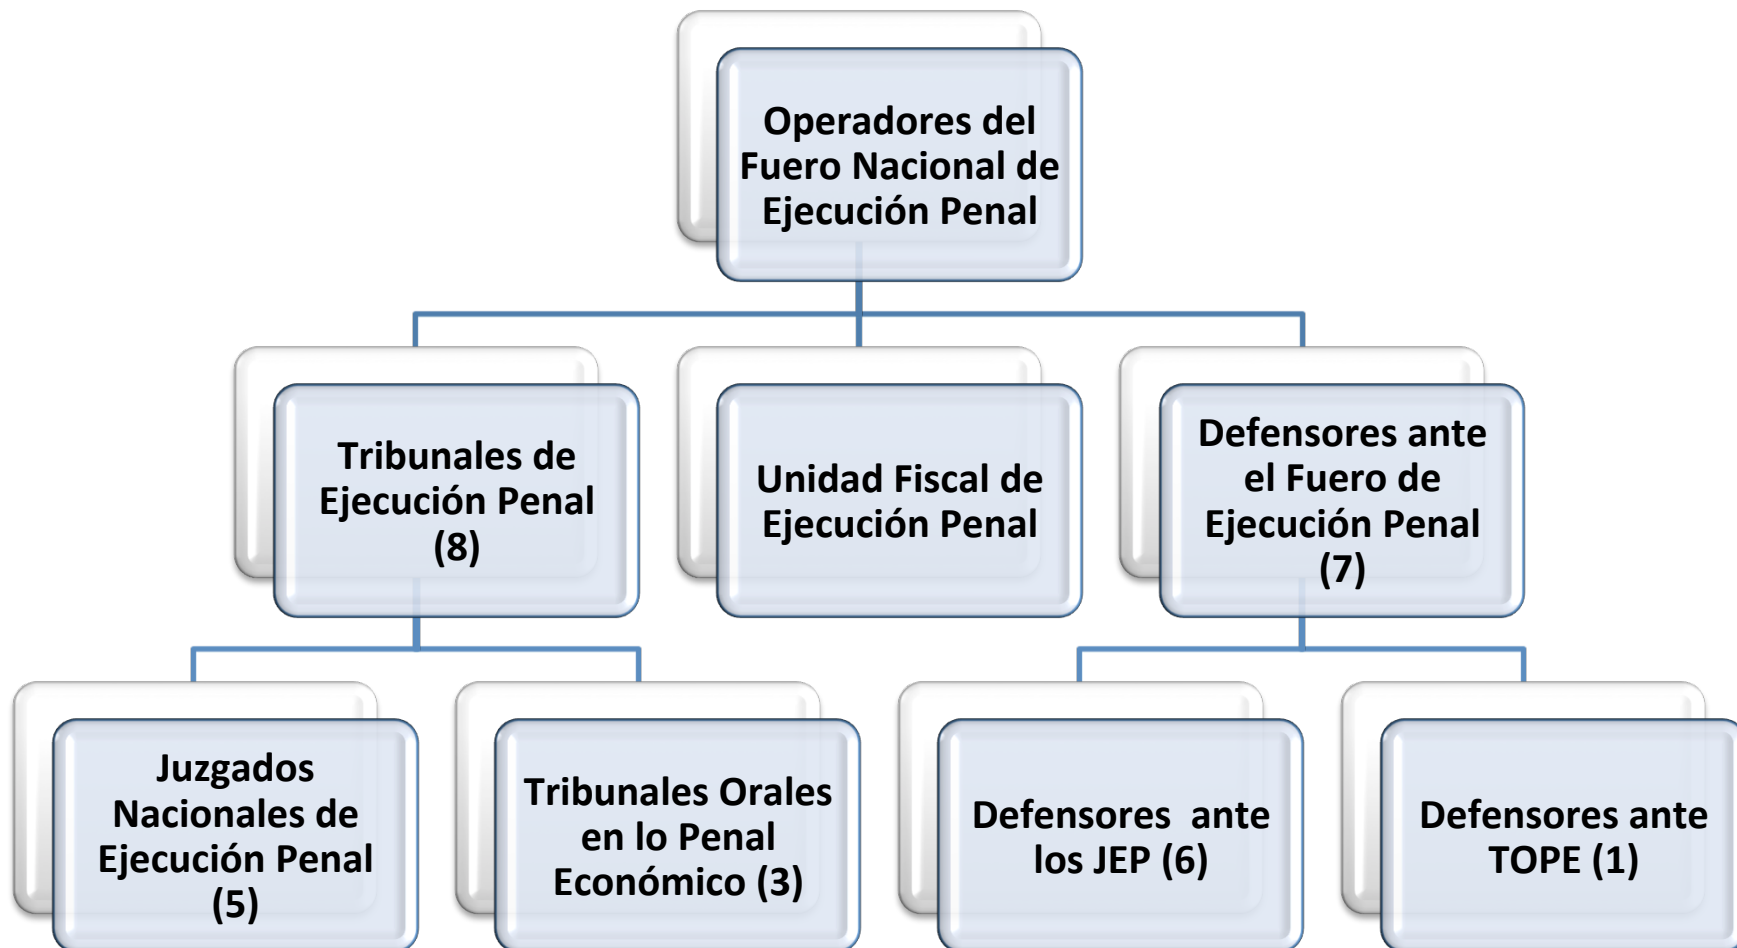 Operadores del
Fuero Nacional de
Ejecución Penal
Tribunales de
Ejecución Penal
(8)
Unidad Fiscal de
Ejecución Penal
Defensores ante
el Fuero de
Ejecución Penal
(7)
Juzgados
Nacionales de
Ejecución Penal
(5)
Tribunales Orales
en lo Penal
Económico (3)
Defensores ante
los JEP (6)
Defensores ante
TOPE (1)